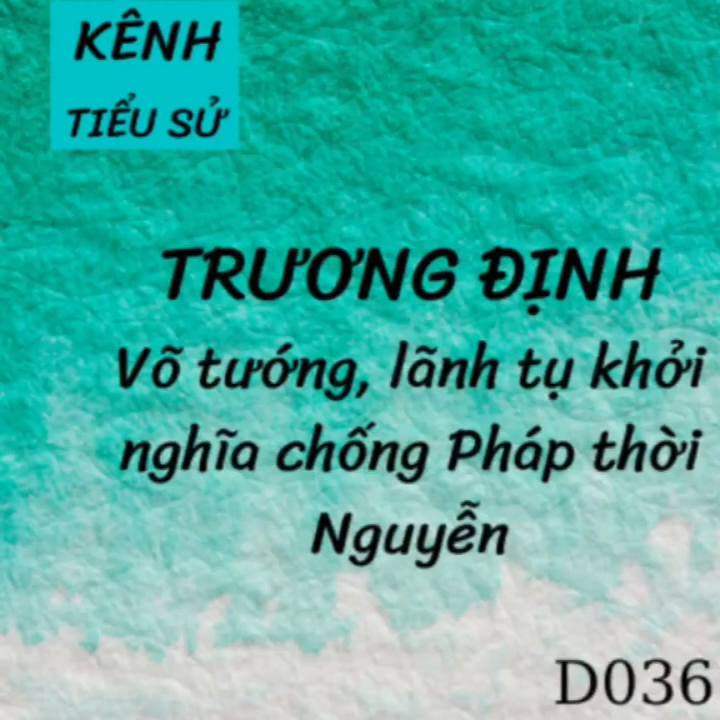 KÊNH
TIỂU SỬ
TRƯƠNG ĐỊNH
Võ tướng, lãnh tụ khởi
nghĩa chống Pháp thời
Nguyễn
D036